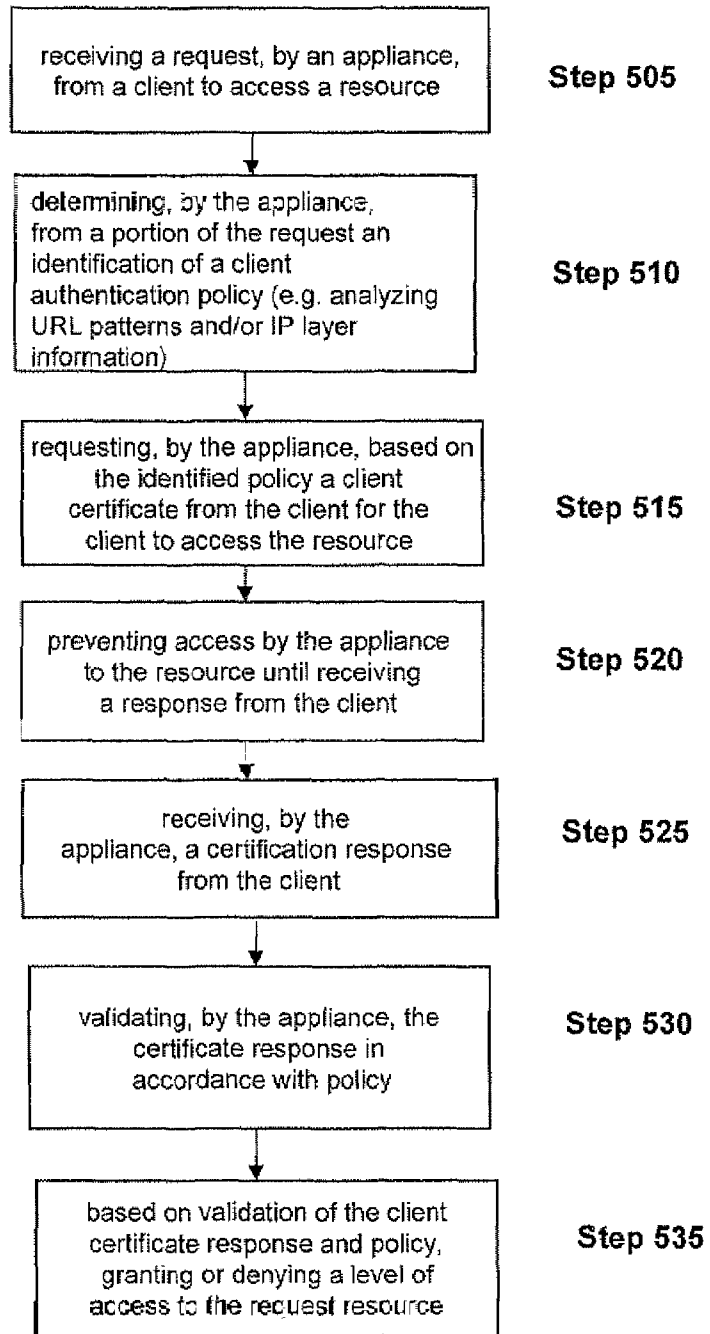 receiving a request, by an appliance,
from a client to access a resource
Step 505
determining, by the appliance,
from a portion of the request an
identification of a client
authentication policy (e.g. analyzing
URL patterns and/or IP layer
information)
Step 510
requesting, by the appliance, based on
the identified policy a client
certificate from the client for the
client to access the resource
Step 515
preventing access by the appliance
to the resource until receiving
a response from the client
Step 520
receiving, by the
appliance, a certification response
from the client
Step 525
validating, by the appliance, the
certificate response in
accordance with policy
Step 530
based on validation of the client
certificate response and policy,
granting or denying a level of
access to the request resource
Step 535